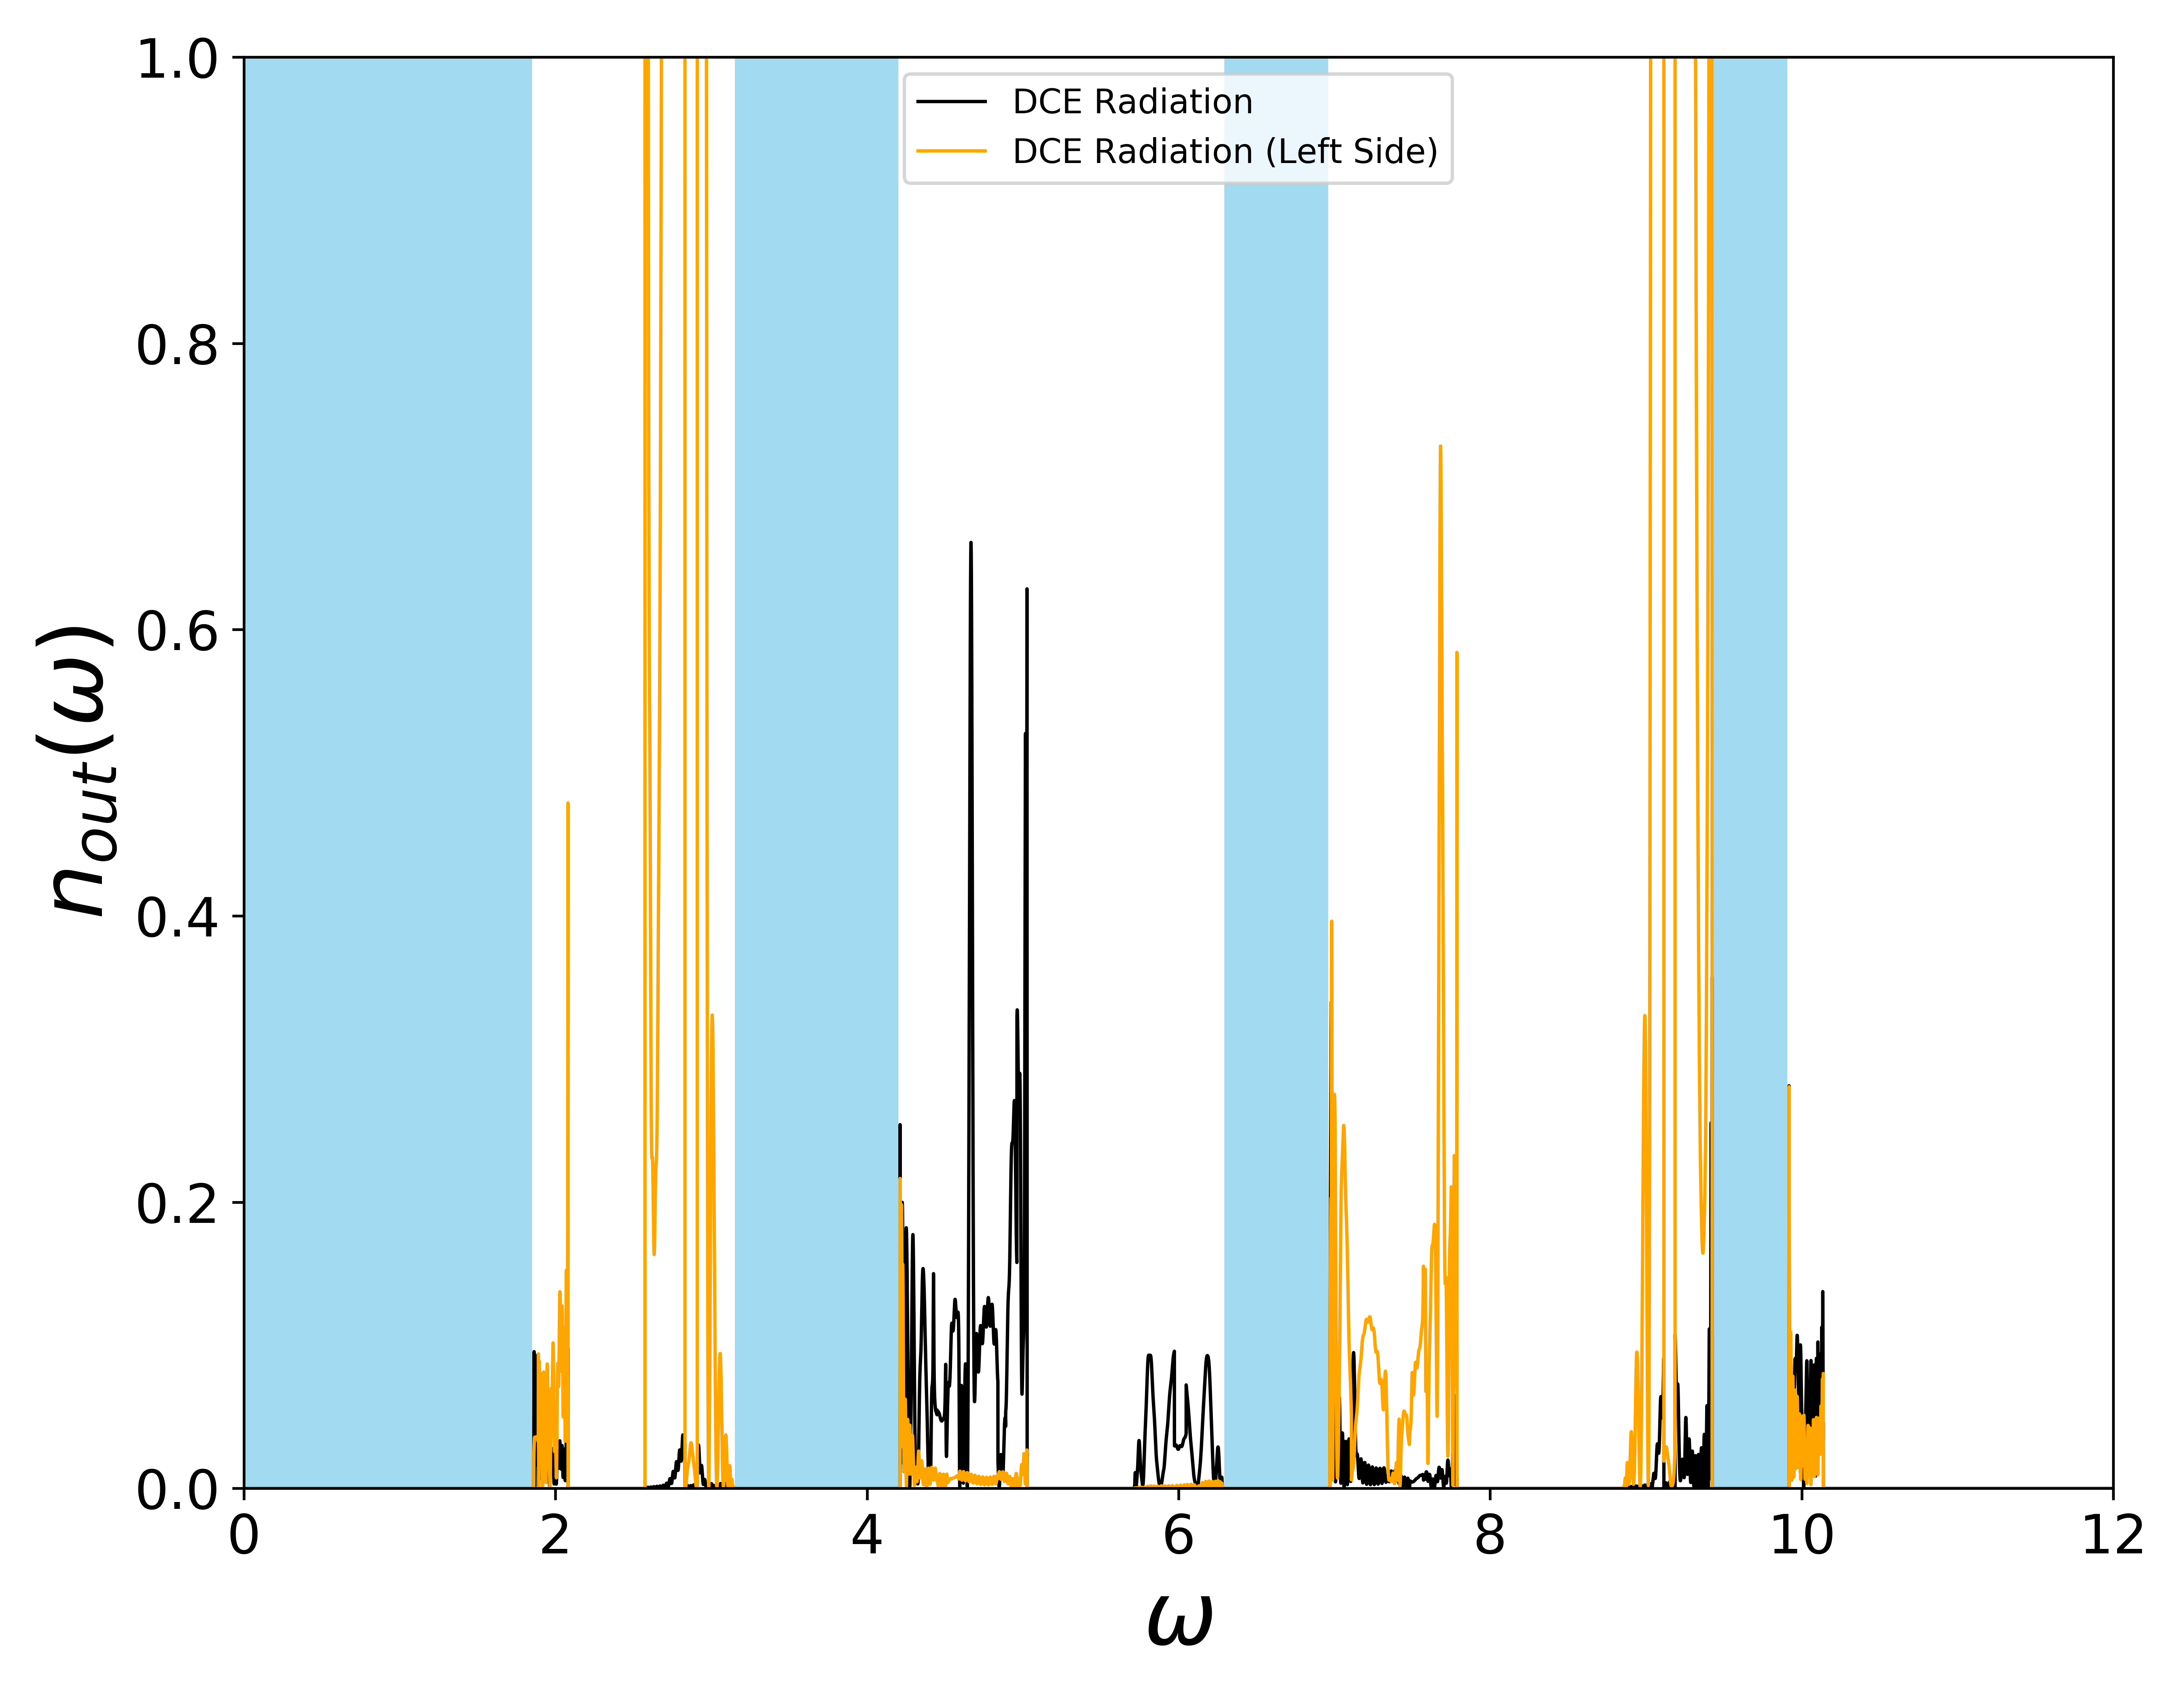 1.0
0.8
0.6
0.4
0.2
0.0
n_out(ω)
DCE Radiation
DCE Radiation (Left Side)
0 2 4 6 8 10 12
ω